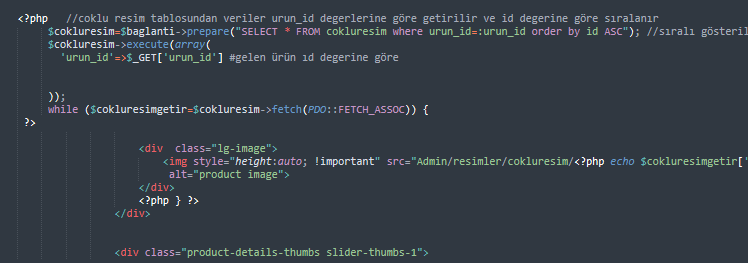 <?php   //coklu resim tablosundan veriler urun_id degerlerine göre getirilir ve id degerine göre sıralanır
$cokluresim=$baglanti->prepare("SELECT * FROM cokluresim where urun_id=:urun_id order by id ASC"); //sıralı gösteril
$cokluresim->execute(array(
'urun_id'=>$_GET['urun_id'] #gelen ürün ıd degerine göre
));
while ($cokluresimgetir=$cokluresim->fetch(PDO::FETCH_ASSOC)) {
?>
<div  class="lg-image">
<img style="height:auto; !important" src="Admin/resimler/cokluresim/<?php echo $cokluresimgetir['
alt="product image">
</div>
<?php } ?>
</div>
<div class="product-details-thumbs slider-thumbs-1">